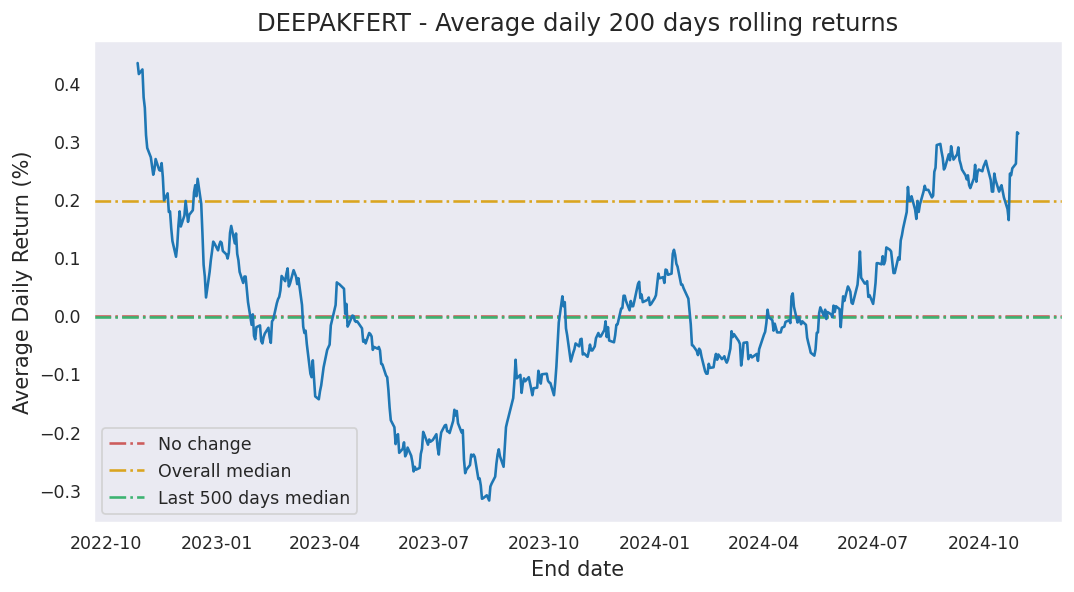 DEEPAKFERT - Average daily 200 days rolling returns
Average Daily Return (%)
0.4
0.3
0.2
0.1
0.0
−0.1
−0.2
−0.3
No change
Overall median
Last 500 days median
2022-10 2023-01 2023-04 2023-07 2023-10 2024-01 2024-04 2024-07 2024-10
End date